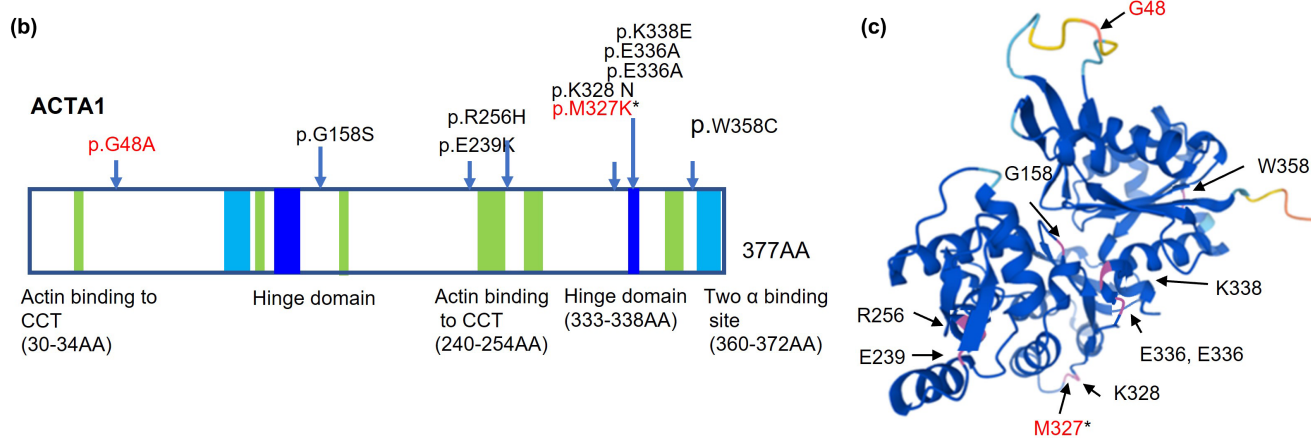 (b)
ACTA1
p.G48A
p.G158S
p.R256H
p.E239K
p.K338E
p.E336A
p.E336A
p.K328 N
p.M327K*
p.W358C
377AA
Actin binding to
CCT
(30-34AA)
Hinge domain
Actin binding
to CCT
(240-254AA)
Hinge domain
(333-338AA)
Two α binding
site
(360-372AA)
(c)
G48
G158
W358
K338
R256
E239
E336, E336
K328
M327*